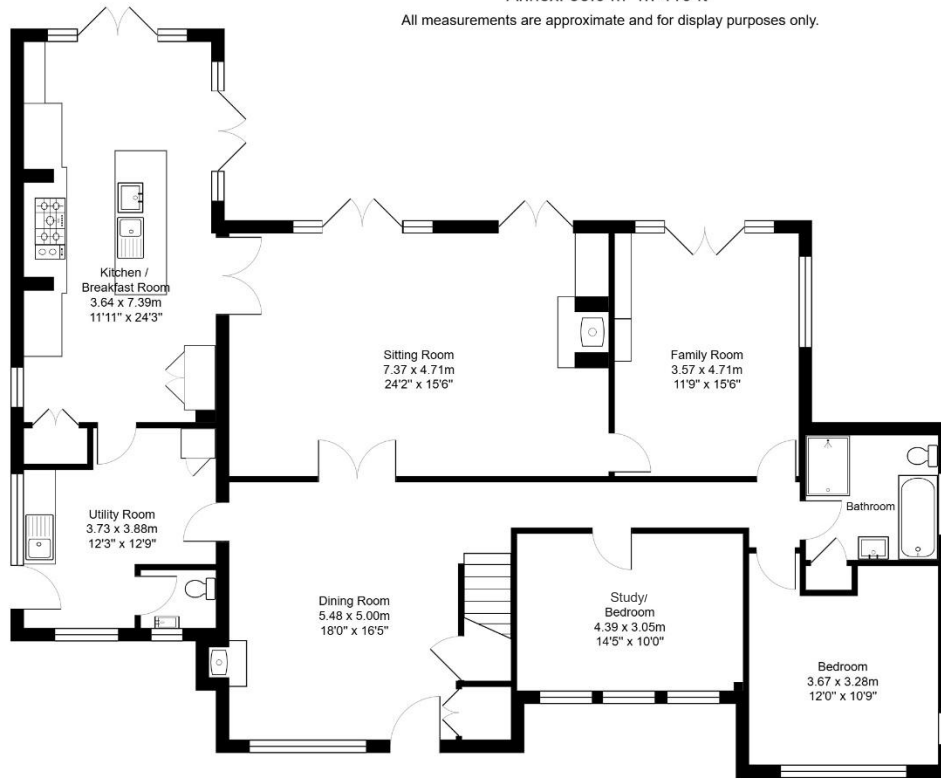 All measurements are approximate and for display purposes only.
Kitchen /
Breakfast Room
3.64 x 7.39m
11'11" x 24'3"
Sitting Room
7.37 x 4.71m
24'2" x 15'6"
Family Room
3.57 x 4.71m
11'9" x 15'6"
Bathroom
Utility Room
3.73 x 3.88m
12'3" x 12'9"
Dining Room
5.48 x 5.00m
18'0" x 16'5"
Study/
Bedroom
4.39 x 3.05m
14'5" x 10'0"
Bedroom
3.67 x 3.28m
12'0" x 10'9"